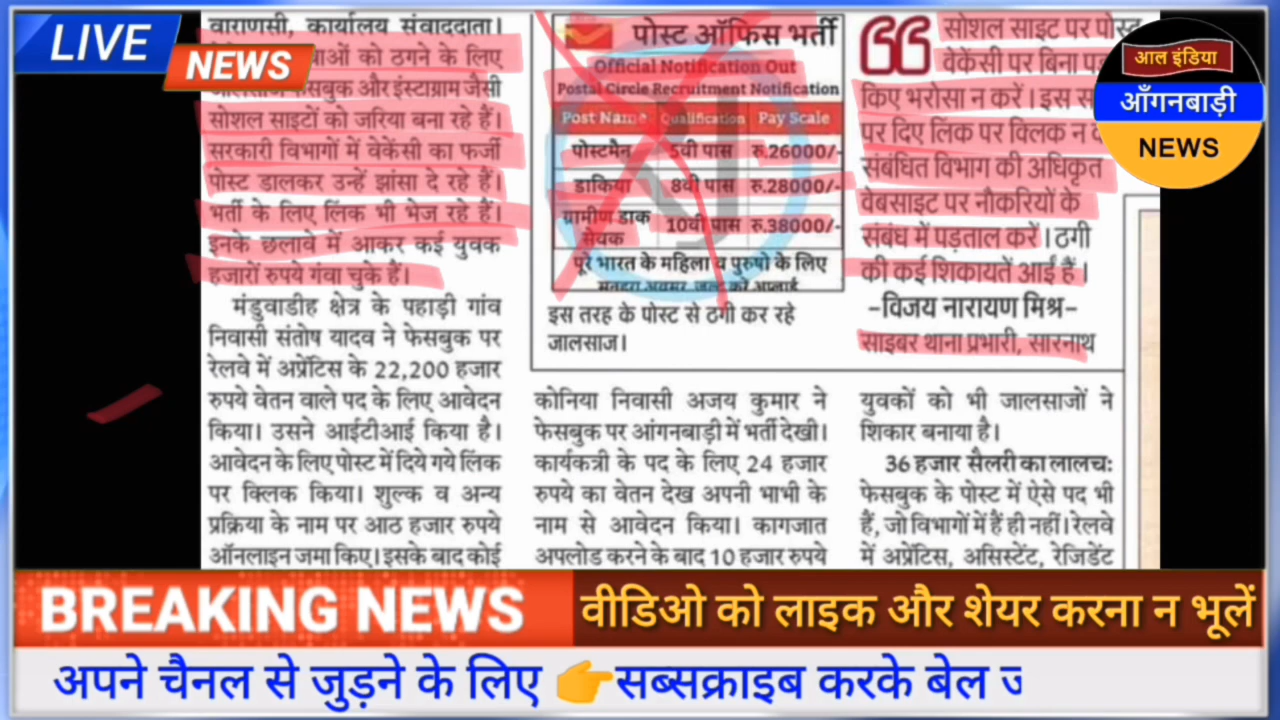 LIVE
NEWS
वाराणसी, कार्यालय संवाददाता।
को ठगने के लिए
फेसबुक और इंस्टाग्राम जैसी
सोशल साइटों को जरिया बना रहे हैं।
सरकारी विभागों में वेकेंसी का फर्जी
पोस्ट डालकर उन्हें झांसा दे रहे हैं।
भर्ती के लिए लिंक भी भेज रहे हैं।
इनके छलावे में आकर कई युवक
हजारों रुपये गंवा चुके हैं।
मंडुवाडीह क्षेत्र के पहाड़ी गांव
निवासी संतोष यादव ने फेसबुक पर
रेलवे में अप्रेंटिस के 22,200 हजार
रुपये वेतन वाले पद के लिए आवेदन
किया। उसने आईटीआई किया है।
आवेदन के लिए पोस्ट में दिये गये लिंक
पर क्लिक किया। शुल्क व अन्य
प्रक्रिया के नाम पर आठ हजार रुपये
ऑनलाइन जमा किए। इसके बाद कोई
पोस्ट ऑफिस भर्ती
Official Notification Out
Postal Circle Recruitment Notification
Post Name Qualification Pay Scale
पोस्टमैन 5वी पास रु.26000/-
डाकिया 8वी पास रु.28000/-
ग्रामीण डाक सेवक 10वी पास रु.38000/-
पूरे भारत के महिला व पुरुषो के लिए
इस तरह के पोस्ट से ठगी कर रहे
जालसाज।
कोनिया निवासी अजय कुमार ने
फेसबुक पर आंगनबाड़ी में भर्ती देखी।
कार्यकत्री के पद के लिए 24 हजार
रुपये का वेतन देख अपनी भाभी के
नाम से आवेदन किया। कागजात
अपलोड करने के बाद 10 हजार रुपये
सोशल साइट पर पोस्ट
वेकेंसी पर बिना
किए भरोसा न करें। इस
पर दिए लिंक पर क्लिक न
संबंधित विभाग की अधिकृत
वेबसाइट पर नौकरियों के
संबंध में पड़ताल करें। ठगी
की कई शिकायतें आईं हैं।
-विजय नारायण मिश्र-
साइबर थाना प्रभारी, सारनाथ
युवकों को भी जालसाजों ने
शिकार बनाया है।
36 हजार सैलरी का लालच:
फेसबुक के पोस्ट में ऐसे पद भी
हैं, जो विभागों में हैं ही नहीं। रेलवे
में अप्रेंटिस, असिस्टेंट, रेजिडेंट
आल इंडिया
आँगनबाड़ी
NEWS
BREAKING NEWS
वीडिओ को लाइक और शेयर करना न भूलें
अपने चैनल से जुड़ने के लिए 👉सब्सक्राइब करके बेल